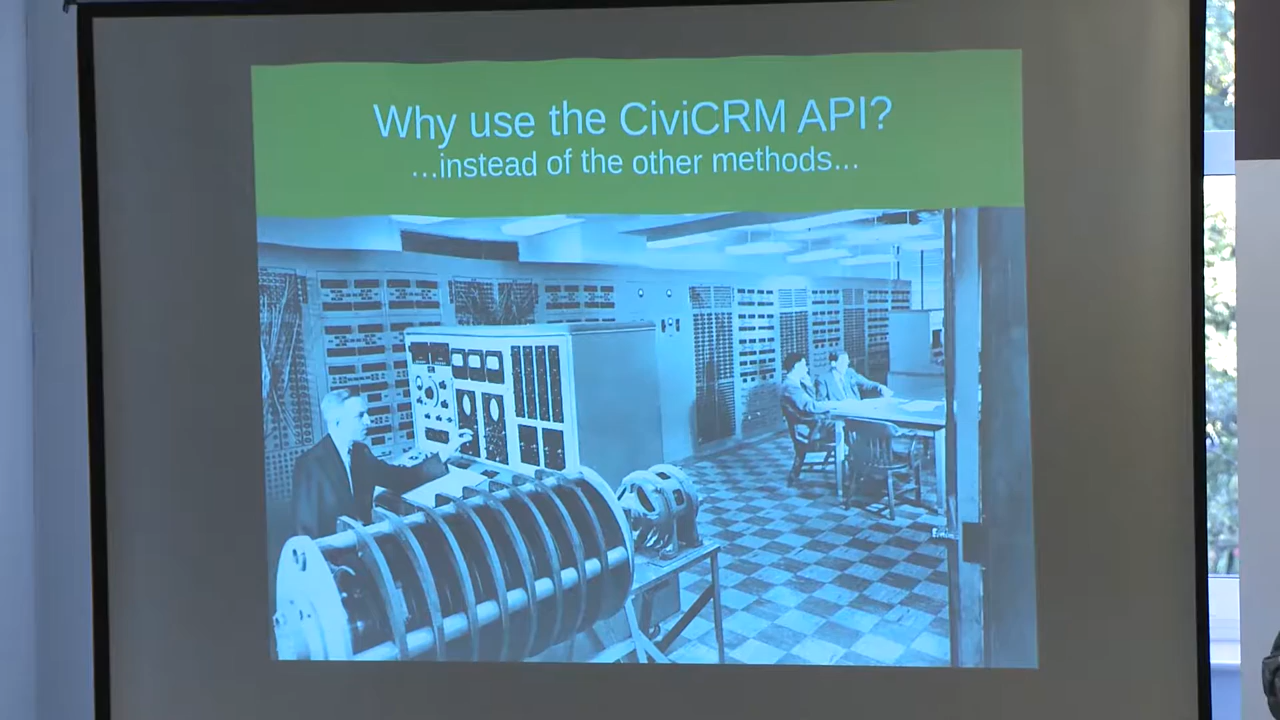 Why use the CiviCRM API?
...instead of the other methods...